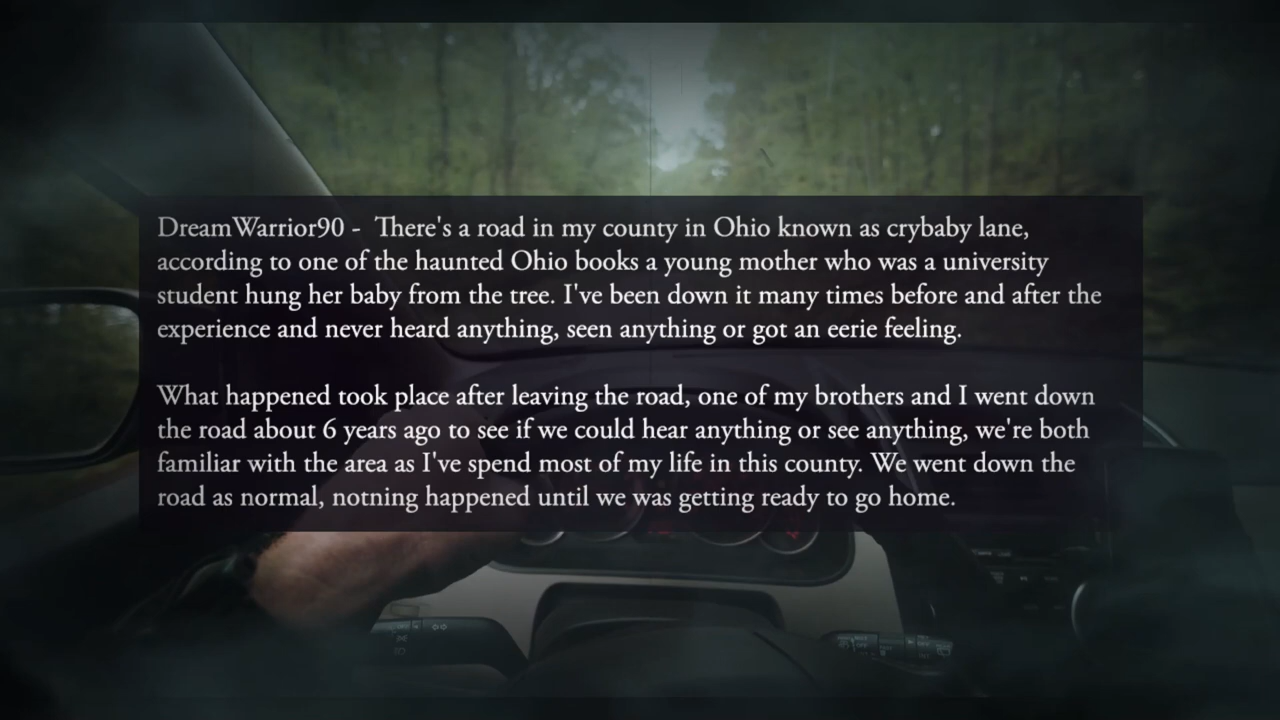 DreamWarrior90 - There's a road in my county in Ohio known as crybaby lane,
according to one of the haunted Ohio books a young mother who was a university
student hung her baby from the tree. I've been down it many times before and after the
experience and never heard anything, seen anything or got an eerie feeling.
What happened took place after leaving the road, one of my brothers and I went down
the road about 6 years ago to see if we could hear anything or see anything, we're both
familiar with the area as I've spend most of my life in this county. We went down the
road as normal, notning happened until we was getting ready to go home.